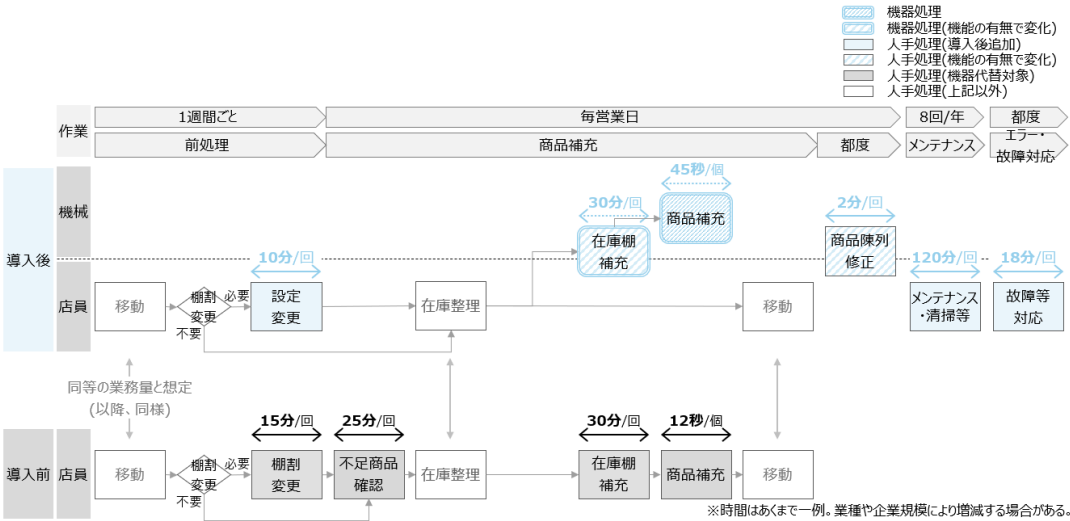 機器処理
機器処理(機能の有無で変化)
人手処理(導入後追加)
人手処理(機能の有無で変化)
人手処理(機器代替対象)
人手処理(上記以外)
作業
1週間ごと
毎営業日
8回/年
都度
前処理
商品補充
都度
メンテナンス
エラー・
故障対応
導入後
機械
45秒/個
商品補充
30分/回
在庫棚
補充
2分/回
商品陳列
修正
店員
移動
棚割
変更
必要
不要
10分/回
設定
変更
在庫整理
移動
120分/回
メンテナンス
・清掃等
18分/回
故障等
対応
同等の業務量と想定
(以降、同様)
導入前
店員
移動
棚割
変更
必要
不要
15分/回
棚割
変更
25分/回
不足商品
確認
在庫整理
30分/回
在庫棚
補充
12秒/個
商品補充
移動
※時間はあくまで一例。業種や企業規模により増減する場合がある。